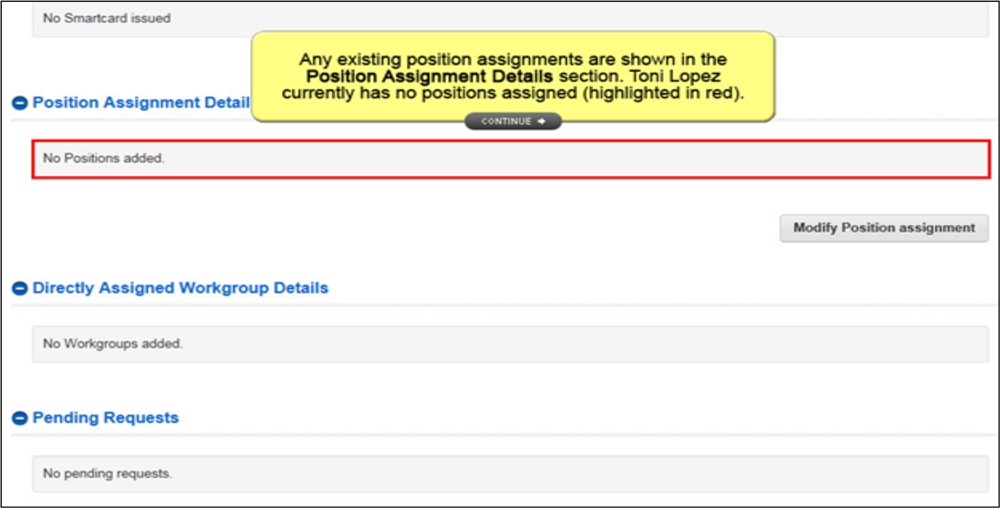 No Smartcard issued
Any existing position assignments are shown in the
Position Assignment Details section. Toni Lopez
currently has no positions assigned (highlighted in red).
CONTINUE
Position Assignment Detail
No Positions added.
Modify Position assignment
Directly Assigned Workgroup Details
No Workgroups added.
Pending Requests
No pending requests.